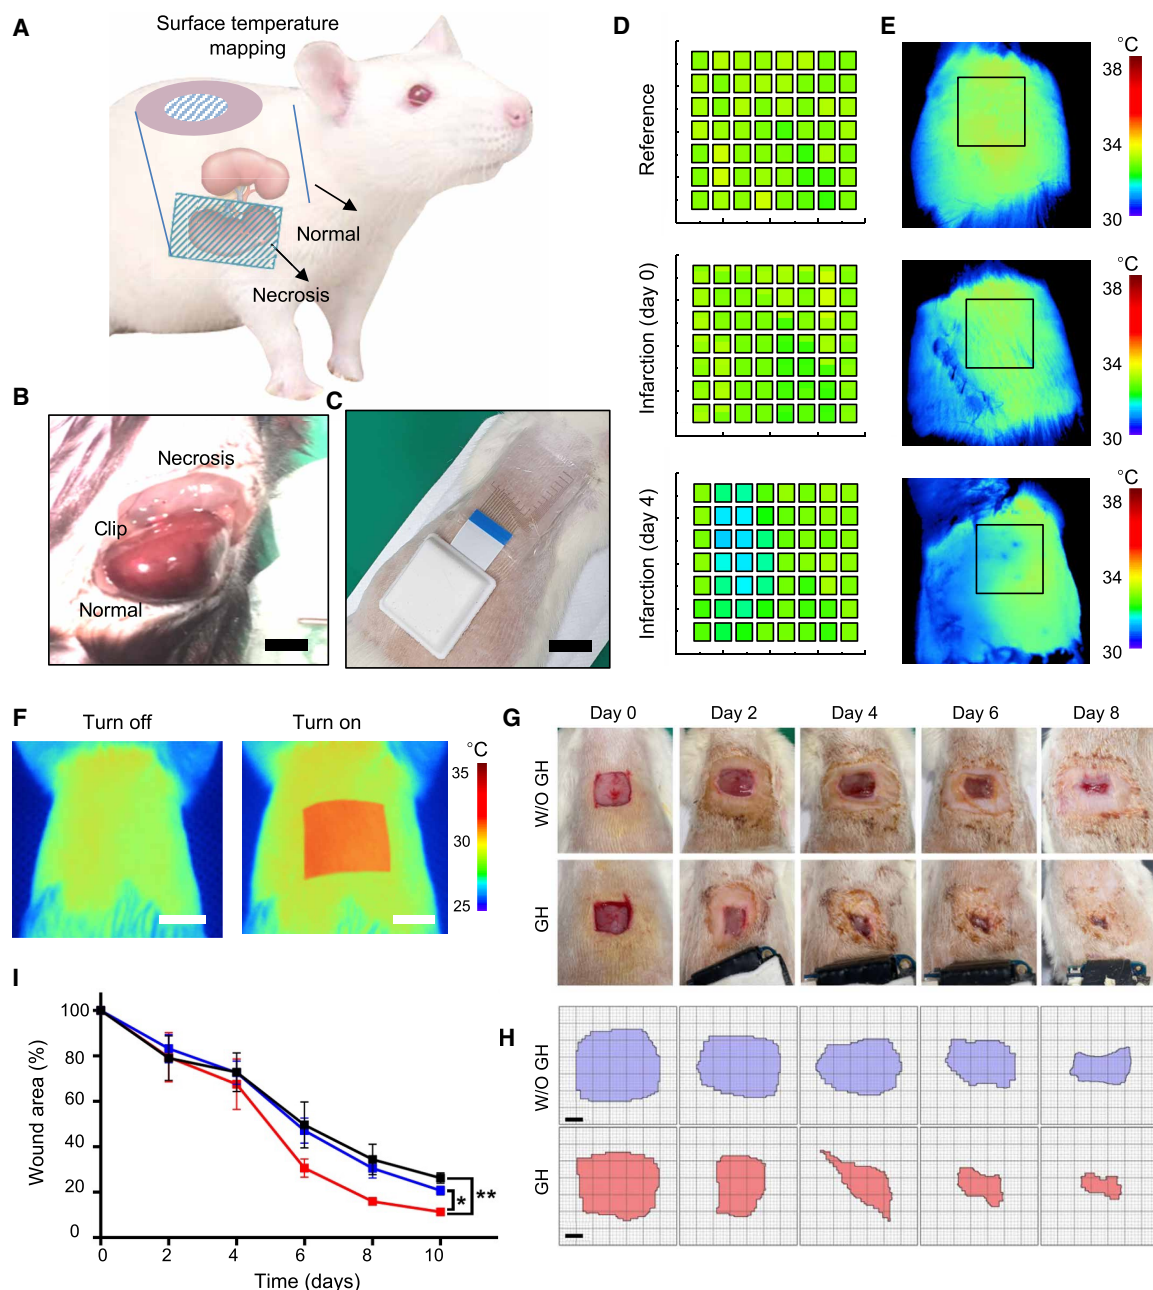 A
Surface temperature
mapping
Normal
Necrosis
B
Necrosis
Clip
Normal
C
D
Reference
Infarction (day 0)
Infarction (day 4)
E
°C
38
34
30
°C
38
34
30
°C
38
34
30
F
Turn off
Turn on
°C
35
30
25
G
Day 0
Day 2
Day 4
Day 6
Day 8
W/O GH
GH
H
W/O GH
GH
I
Wound area (%)
100
80
60
40
20
0
*
**
0
2
4
6
8
10
Time (days)